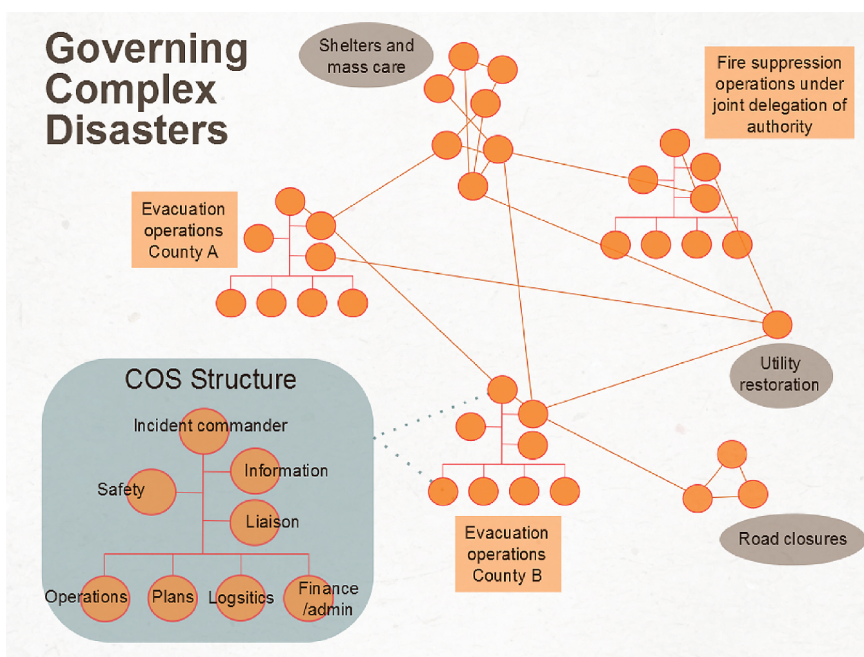 Governing
Complex
Disasters
Shelters and
mass care
Fire suppression
operations under
joint delegation of
authority
Evacuation
operations
County A
Utility
restoration
COS Structure
Incident commander
Safety
Information
Liaison
Operations
Plans
Logsitics
Finance
/admin
Evacuation
operations
County B
Road closures